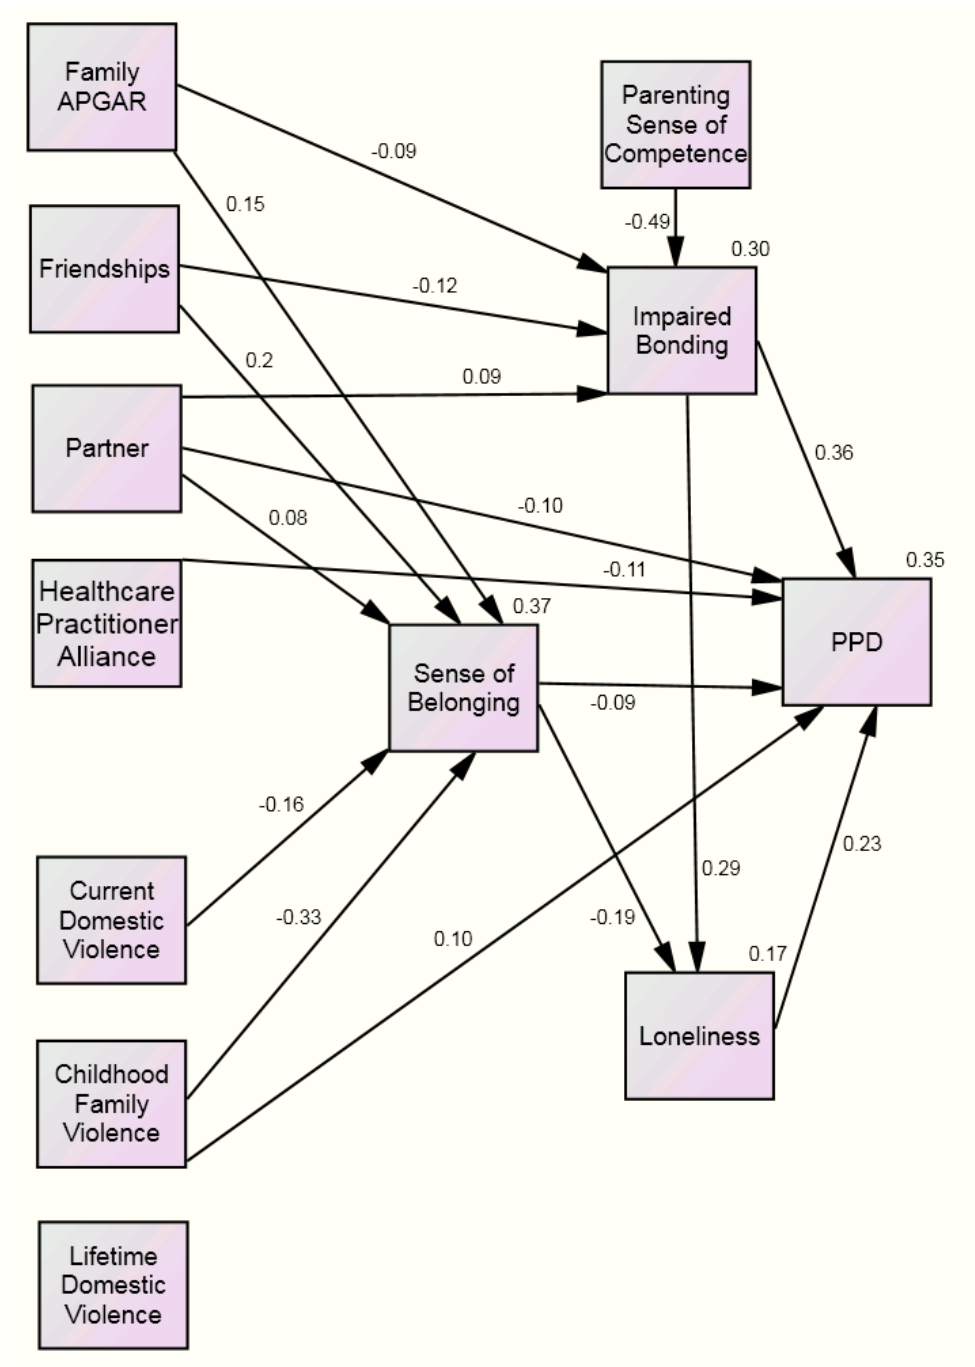 Family
APGAR
Parenting
Sense of
Competence
-0.09
0.15
-0.49
0.30
Friendships
-0.12
Impaired
Bonding
0.2
0.09
Partner
0.36
-0.10
0.08
-0.11
0.35
Healthcare
Practitioner
Alliance
0.37
PPD
Sense of
Belonging
-0.09
-0.16
0.23
0.29
Current
Domestic
Violence
-0.33
-0.19
0.10
0.17
Loneliness
Childhood
Family
Violence
Lifetime
Domestic
Violence